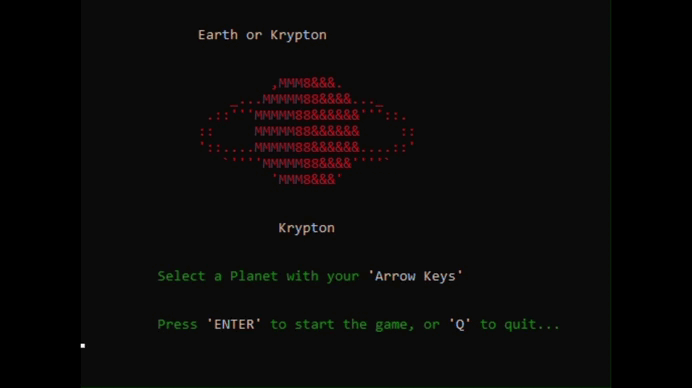 Earth or Krypton
,MMM8&&&.
_...MMMMM88&&&&..._
.::'''MMMMM88&&&&&&'''::.
::     MMMMM88&&&&&&     ::
'::....MMMMM88&&&&&&....::'
`''''MMMMM88&&&&''''`
'MMM8&&&'
Krypton
Select a Planet with your 'Arrow Keys'
Press 'ENTER' to start the game, or 'Q' to quit...